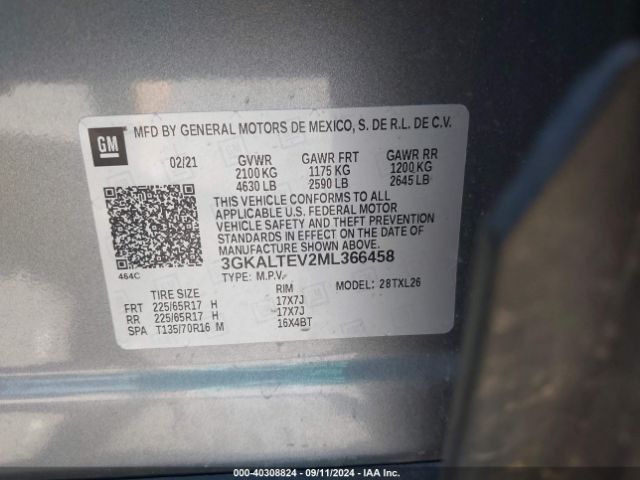 GM
MFD BY GENERAL MOTORS DE MEXICO, S. DE R.L. DE C.V.
02/21 GVWR GAWR FRT GAWR RR
2100 KG 1175 KG 1200 KG
4630 LB 2590 LB 2645 LB
THIS VEHICLE CONFORMS TO ALL
APPLICABLE U.S. FEDERAL MOTOR
VEHICLE SAFETY AND THEFT PREVENTION
STANDARDS IN EFFECT ON THE DATE OF
MANUFACTURE SHOWN ABOVE.
464C 3GKALTEV2ML366458
TYPE: M.P.V. MODEL: 28TXL26
TIRE SIZE RIM
FRT 225/65R17 H 17X7J
RR 225/65R17 H 17X7J
SPA T135/70R16 M 16X4BT
#VEHICLE - 40308824 - 09/11/2024 - IAA Inc.